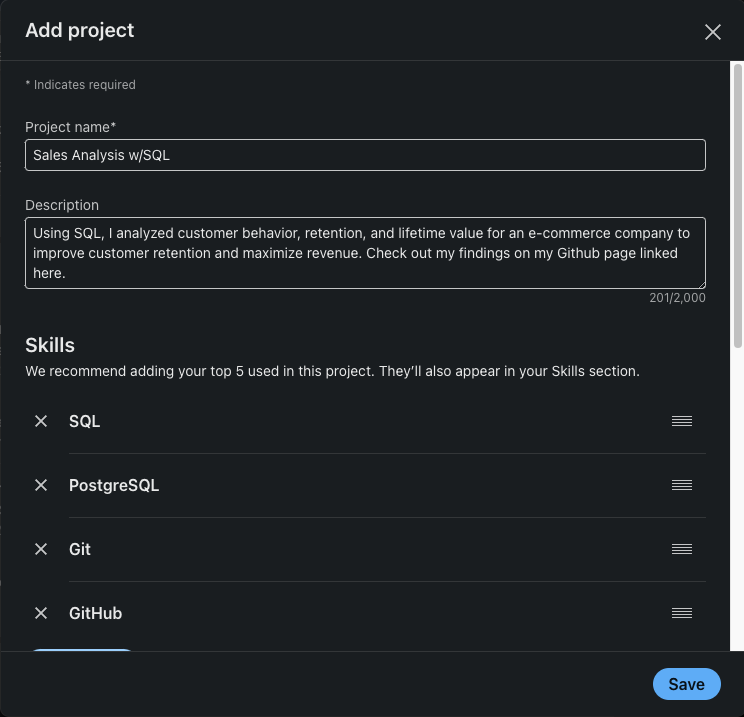 Add project
* Indicates required
Project name*
Sales Analysis w/SQL
Description
Using SQL, I analyzed customer behavior, retention, and lifetime value for an e-commerce company to
improve customer retention and maximize revenue. Check out my findings on my Github page linked
here.
201/2,000
Skills
We recommend adding your top 5 used in this project. They’ll also appear in your Skills section.
SQL
PostgreSQL
Git
GitHub
Save